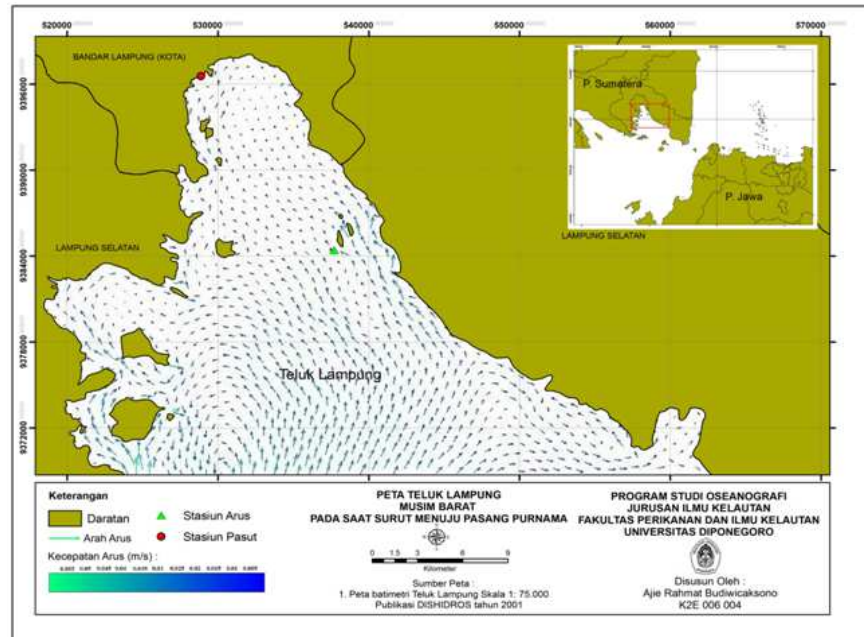 520000 530000 540000 550000 560000 570000
BANDAR LAMPUNG (KOTA)
9396000
P. Sumatera
9390000
P. Jawa
LAMPUNG SELATAN
LAMPUNG SELATAN
9384000
9378000
Teluk Lampung
9372000
Keterangan
Daratan
Stasiun Arus
Arah Arus
Stasiun Pasut
Kecepatan Arus (m/s) :
PETA TELUK LAMPUNG
MUSIM BARAT
PADA SAAT SURUT MENUJU PASANG PURNAMA
0 1.5 3 6 9
Kilometer
Sumber Peta :
1. Peta batimetri Teluk Lampung Skala 1: 75.000
Publikasi DISHIDROS tahun 2001
PROGRAM STUDI OSEANOGRAFI
JURUSAN ILMU KELAUTAN
FAKULTAS PERIKANAN DAN ILMU KELAUTAN
UNIVERSITAS DIPONEGORO
Disusun Oleh :
Ajie Rahmat Budiwicaksono
K2E 006 004